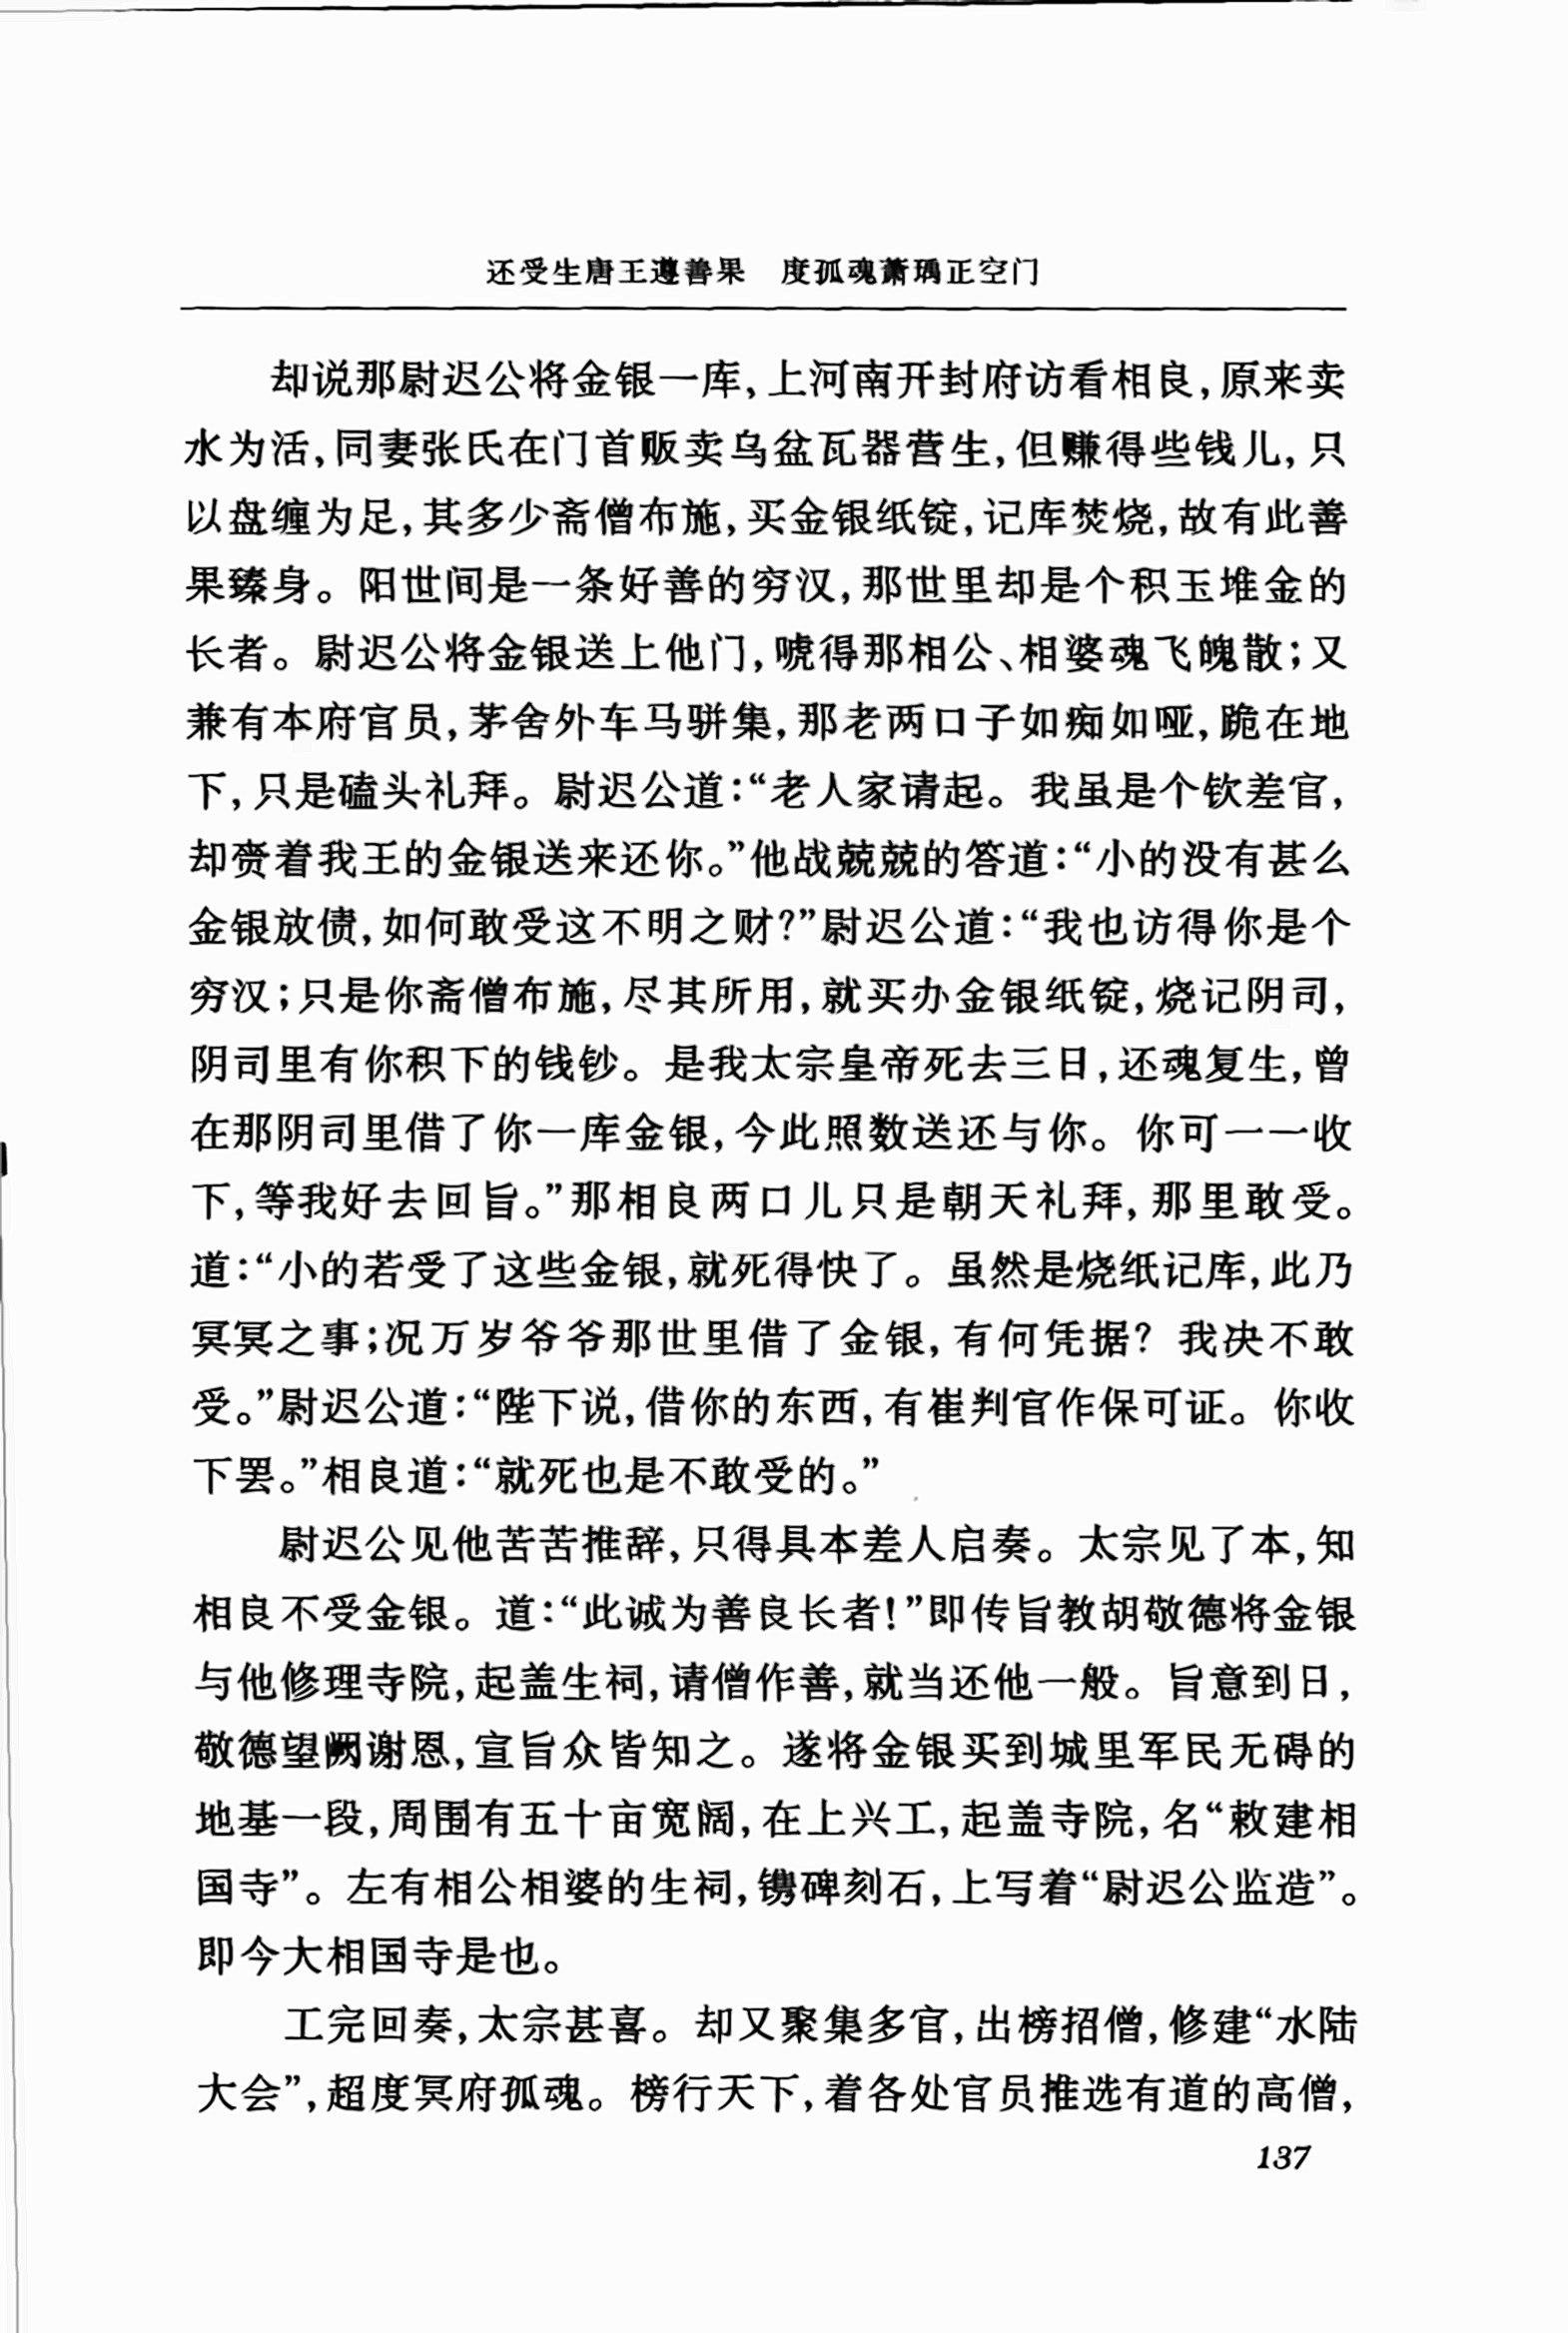 还受生唐王遵善果　度孤魂萧瑀正空门
却说那尉迟公将金银一库,上河南开封府访看相良,原来卖
水为活,同妻张氏在门首贩卖乌盆瓦器营生,但赚得些钱儿,只
以盘缠为足,其多少斋僧布施,买金银纸锭,记库焚烧,故有此善
果臻身。阳世间是一条好善的穷汉,那世里却是个积玉堆金的
长者。尉迟公将金银送上他门,唬得那相公、相婆魂飞魄散;又
兼有本府官员,茅舍外车马骈集,那老两口子如痴如哑,跪在地
下,只是磕头礼拜。尉迟公道:“老人家请起。我虽是个钦差官,
却赍着我王的金银送来还你。”他战兢兢的答道:“小的没有甚么
金银放债,如何敢受这不明之财?”尉迟公道:“我也访得你是个
穷汉;只是你斋僧布施,尽其所用,就买办金银纸锭,烧记阴司,
阴司里有你积下的钱钞。是我太宗皇帝死去三日,还魂复生,曾
在那阴司里借了你一库金银,今此照数送还与你。你可一一收
下,等我好去回旨。”那相良两口儿只是朝天礼拜,那里敢受。
道:“小的若受了这些金银,就死得快了。虽然是烧纸记库,此乃
冥冥之事;况万岁爷爷那世里借了金银,有何凭据? 我决不敢
受。”尉迟公道:“陛下说,借你的东西,有崔判官作保可证。你收
下罢。”相良道:“就死也是不敢受的。”
尉迟公见他苦苦推辞,只得具本差人启奏。太宗见了本,知
相良不受金银。道:“此诚为善良长者!”即传旨教胡敬德将金银
与他修理寺院,起盖生祠,请僧作善,就当还他一般。旨意到日,
敬德望阙谢恩,宣旨众皆知之。遂将金银买到城里军民无碍的
地基一段,周围有五十亩宽阔,在上兴工,起盖寺院,名“敕建相
国寺”。左有相公相婆的生祠,镌碑刻石,上写着“尉迟公监造”。
即今大相国寺是也。
工完回奏,太宗甚喜。却又聚集多官,出榜招僧,修建“水陆
大会”,超度冥府孤魂。榜行天下,着各处官员推选有道的高僧,
137